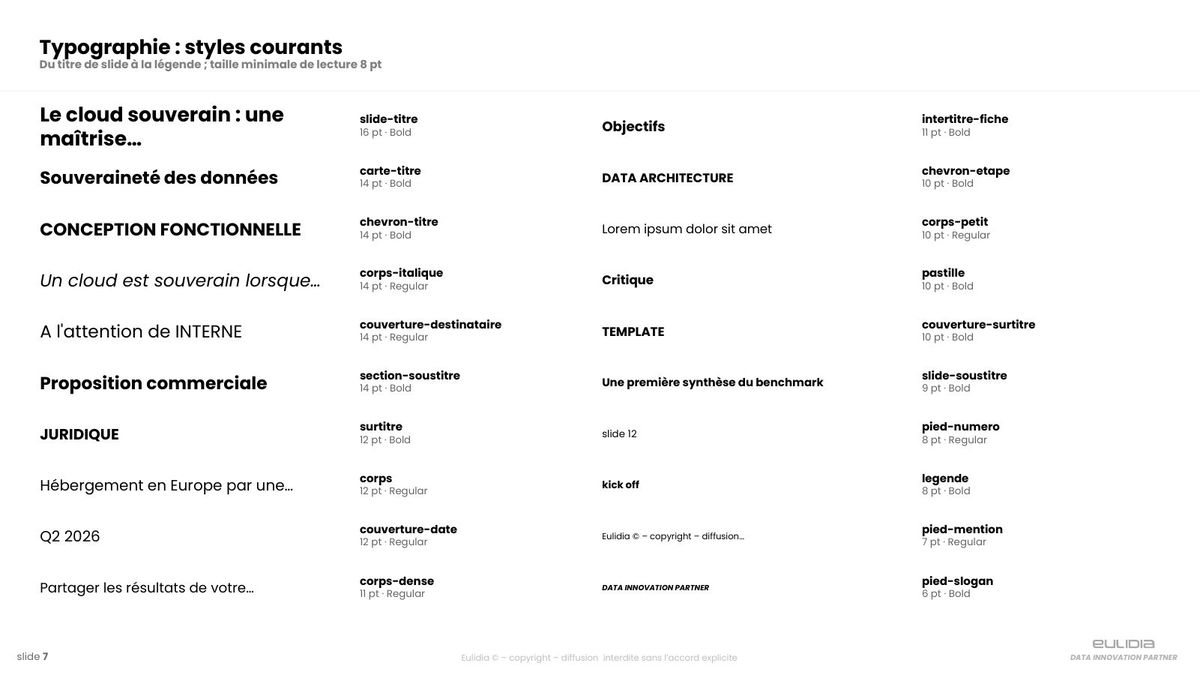 Typographie : styles courants
Du titre de slide à la légende ; taille minimale de lecture 8 pt
Le cloud souverain : une
maîtrise…
slide-titre
16 pt · Bold
Souveraineté des données
carte-titre
14 pt · Bold
CONCEPTION FONCTIONNELLE
chevron-titre
14 pt · Bold
Un cloud est souverain lorsque…
corps-italique
14 pt · Regular
A l'attention de INTERNE
couverture-destinataire
14 pt · Regular
Proposition commerciale
section-soustitre
14 pt · Bold
JURIDIQUE
surtitre
12 pt · Bold
Hébergement en Europe par une…
corps
12 pt · Regular
Q2 2026
couverture-date
12 pt · Regular
Partager les résultats de votre…
corps-dense
11 pt · Regular
Objectifs
intertitre-fiche
11 pt · Bold
DATA ARCHITECTURE
chevron-etape
10 pt · Bold
Lorem ipsum dolor sit amet
corps-petit
10 pt · Regular
Critique
pastille
10 pt · Bold
TEMPLATE
couverture-surtitre
10 pt · Bold
Une première synthèse du benchmark
slide-soustitre
9 pt · Bold
slide 12
pied-numero
8 pt · Regular
kick off
legende
8 pt · Bold
Eulidia © – copyright – diffusion…
pied-mention
7 pt · Regular
DATA INNOVATION PARTNER
pied-slogan
6 pt · Bold
slide 7
Eulidia © – copyright – diffusion  interdite sans l'accord explicite
EULIDIA
DATA INNOVATION PARTNER